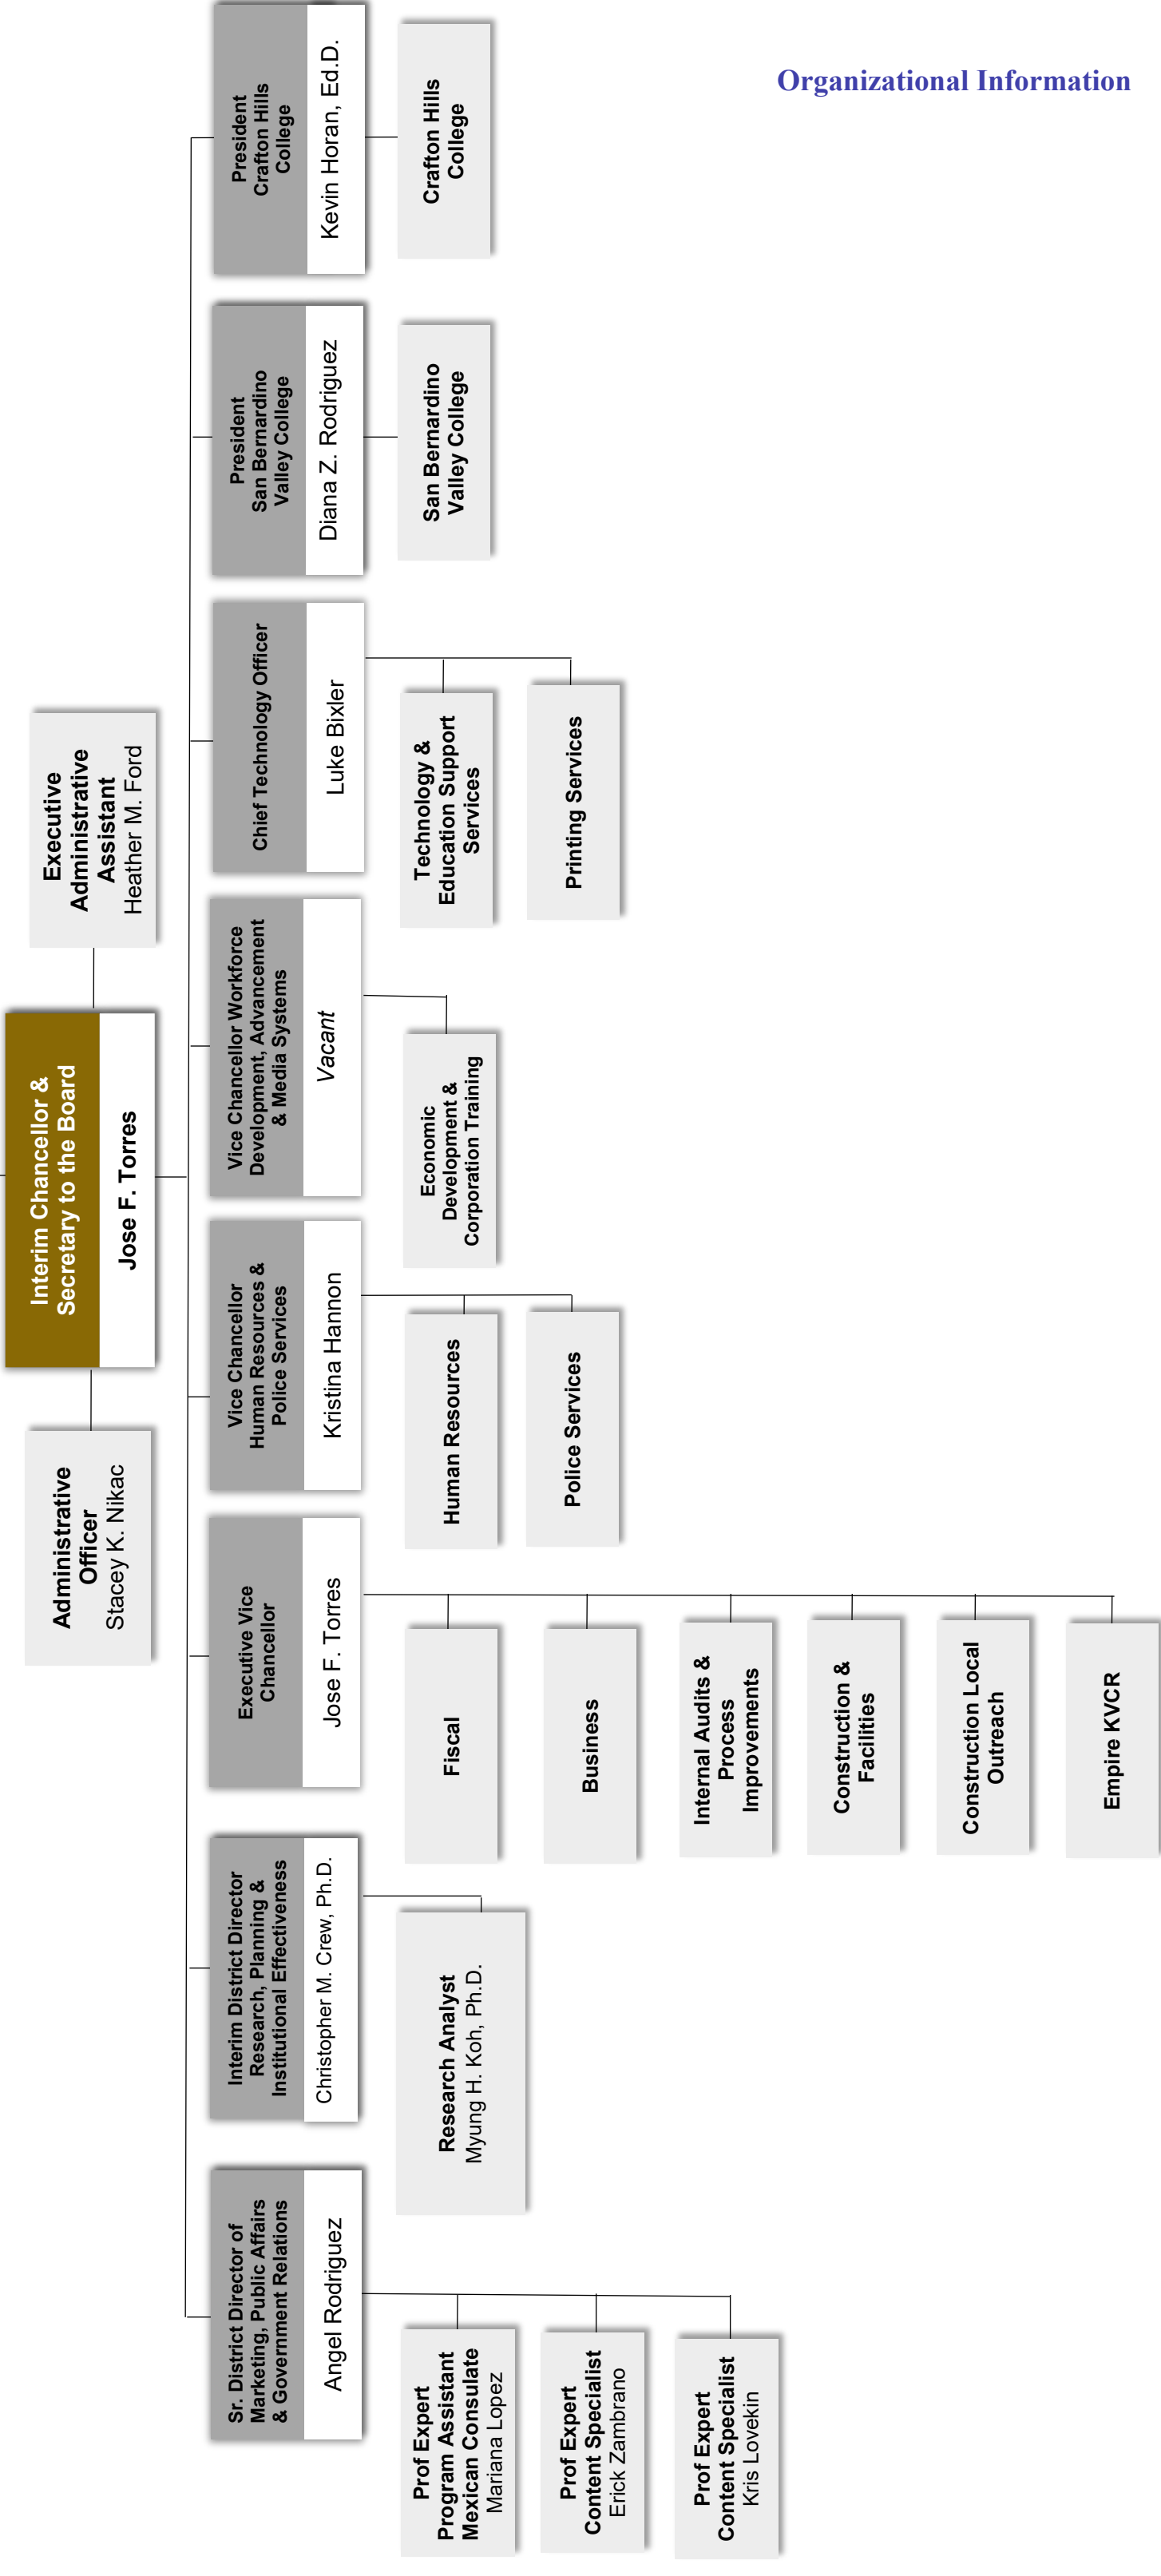 Organizational Information
Interim Chancellor &
Secretary to the Board
Jose F. Torres
Administrative
Officer
Stacey K. Nikac
Executive
Administrative
Assistant
Heather M. Ford
Sr. District Director of
Marketing, Public Affairs
& Government Relations
Angel Rodriguez
Prof Expert
Program Assistant
Mexican Consulate
Mariana Lopez
Prof Expert
Content Specialist
Erick Zambrano
Prof Expert
Content Specialist
Kris Lovekin
Interim District Director
Research, Planning &
Institutional Effectiveness
Christopher M. Crew, Ph.D.
Research Analyst
Myung H. Koh, Ph.D.
Executive Vice
Chancellor
Jose F. Torres
Fiscal
Business
Internal Audits &
Process
Improvements
Construction &
Facilities
Construction Local
Outreach
Empire KVCR
Vice Chancellor
Human Resources &
Police Services
Kristina Hannon
Human Resources
Police Services
Vice Chancellor Workforce
Development, Advancement
& Media Systems
Vacant
Economic
Development &
Corporation Training
Chief Technology Officer
Luke Bixler
Technology &
Education Support
Services
Printing Services
President
San Bernardino
Valley College
Diana Z. Rodriguez
San Bernardino
Valley College
President
Crafton Hills
College
Kevin Horan, Ed.D.
Crafton Hills
College